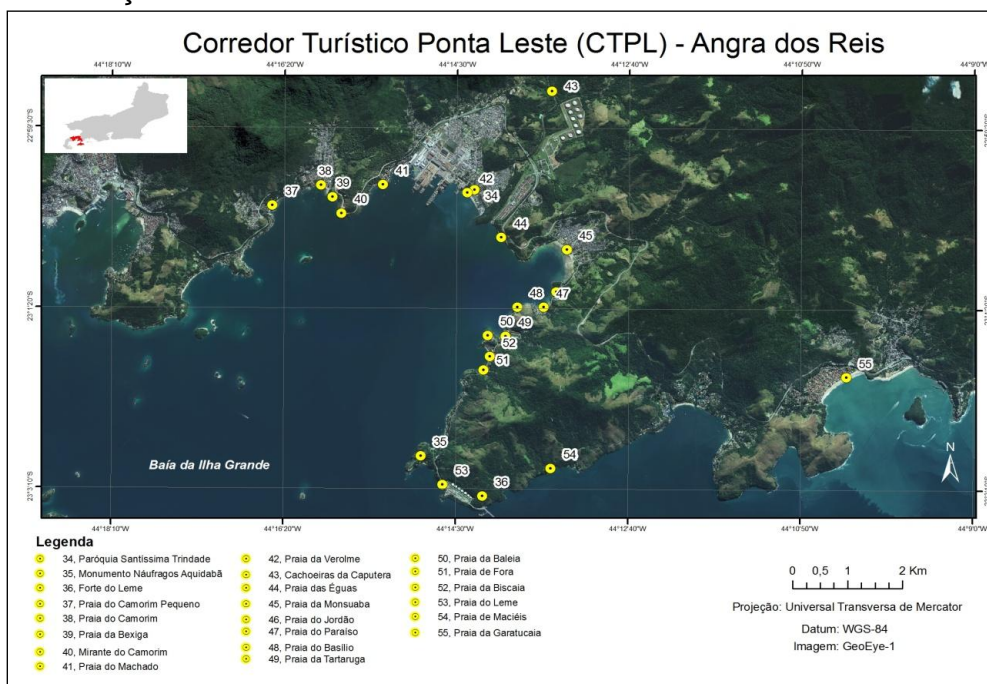 Corredor Turístico Ponta Leste (CTPL) - Angra dos Reis
44°18'10"W 44°16'20"W 44°14'30"W 44°12'40"W 44°10'50"W 44°9'0"W
22°59'30"S
43
38 41 42
39 34
37 40
44 45
48 47
23°1'20"S
50 49
52
51
55
35 54
N
Baía da Ilha Grande
53 36
23°3'10"S
44°18'10"W 44°16'20"W 44°14'30"W 44°12'40"W 44°10'50"W 44°9'0"W
Legenda
34, Paróquia Santíssima Trindade
35, Monumento Náufragos Aquidabã
36, Forte do Leme
37, Praia do Camorim Pequeno
38, Praia do Camorim
39, Praia da Bexiga
40, Mirante do Camorim
41, Praia do Machado
42, Praia da Verolme
43, Cachoeiras da Caputera
44, Praia das Éguas
45, Praia da Monsuaba
46, Praia do Jordão
47, Praia do Paraíso
48, Praia do Basílio
49, Praia da Tartaruga
50, Praia da Baleia
51, Praia de Fora
52, Praia da Biscaia
53, Praia do Leme
54, Praia de Maciéis
55, Praia da Garatucaia
0 0,5 1 2 Km
Projeção: Universal Transversa de Mercator
Datum: WGS-84
Imagem: GeoEye-1